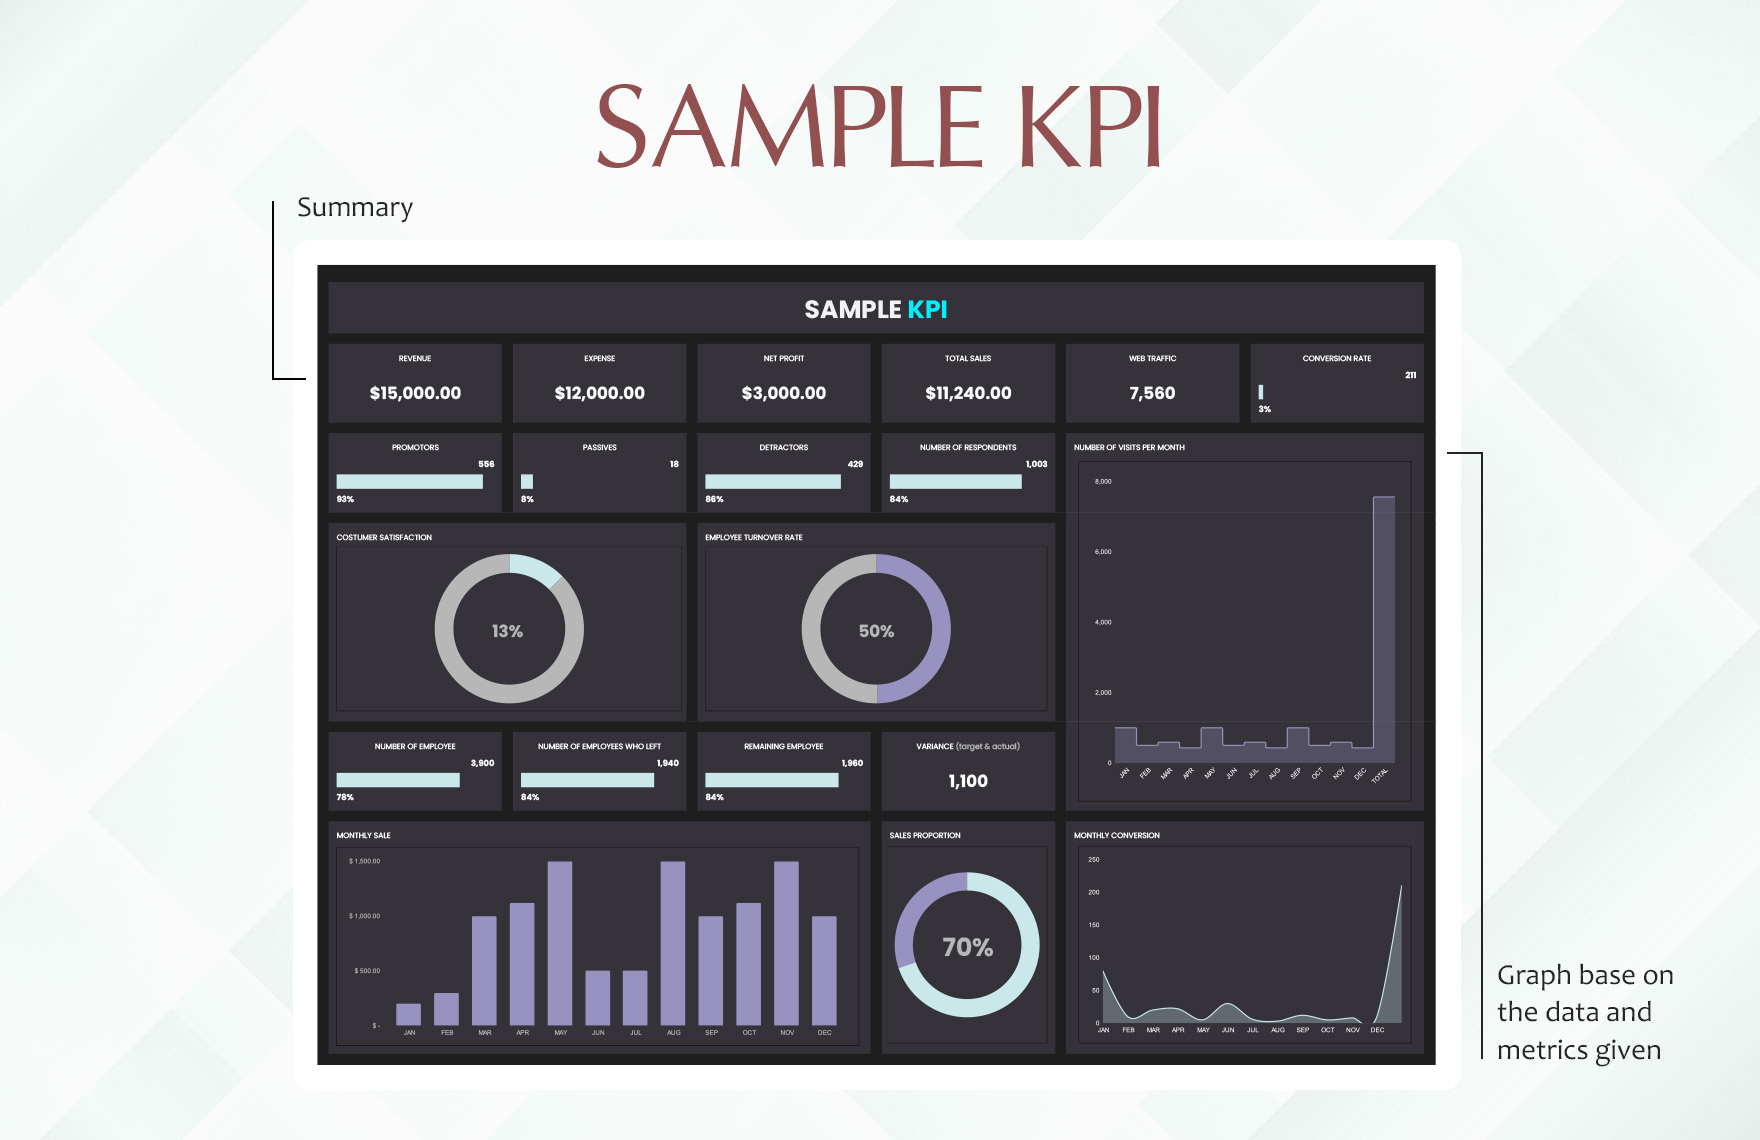 SAMPLE KPI
Summary
SAMPLE KPI
REVENUE
$15,000.00
EXPENSE
$12,000.00
NET PROFIT
$3,000.00
TOTAL SALES
$11,240.00
WEB TRAFFIC
7,560
CONVERSION RATE
211
3%
PROMOTORS
556
93%
PASSIVES
18
8%
DETRACTORS
429
86%
NUMBER OF RESPONDENTS
1,003
84%
NUMBER OF VISITS PER MONTH
8,000
6,000
4,000
2,000
0
JAN FEB MAR APR MAY JUN JUL AUG SEP OCT NOV DEC TOTAL
COSTUMER SATISFACTION
13%
EMPLOYEE TURNOVER RATE
50%
NUMBER OF EMPLOYEE
3,900
78%
NUMBER OF EMPLOYEES WHO LEFT
1,940
84%
REMAINING EMPLOYEE
1,960
84%
VARIANCE (target & actual)
1,100
MONTHLY SALE
$ 1,500.00
$ 1,000.00
$ 500.00
$ -
JAN FEB MAR APR MAY JUN JUL AUG SEP OCT NOV DEC
SALES PROPORTION
70%
MONTHLY CONVERSION
250
200
150
100
50
0
JAN FEB MAR APR MAY JUN JUL AUG SEP OCT NOV DEC
Graph base on
the data and
metrics given